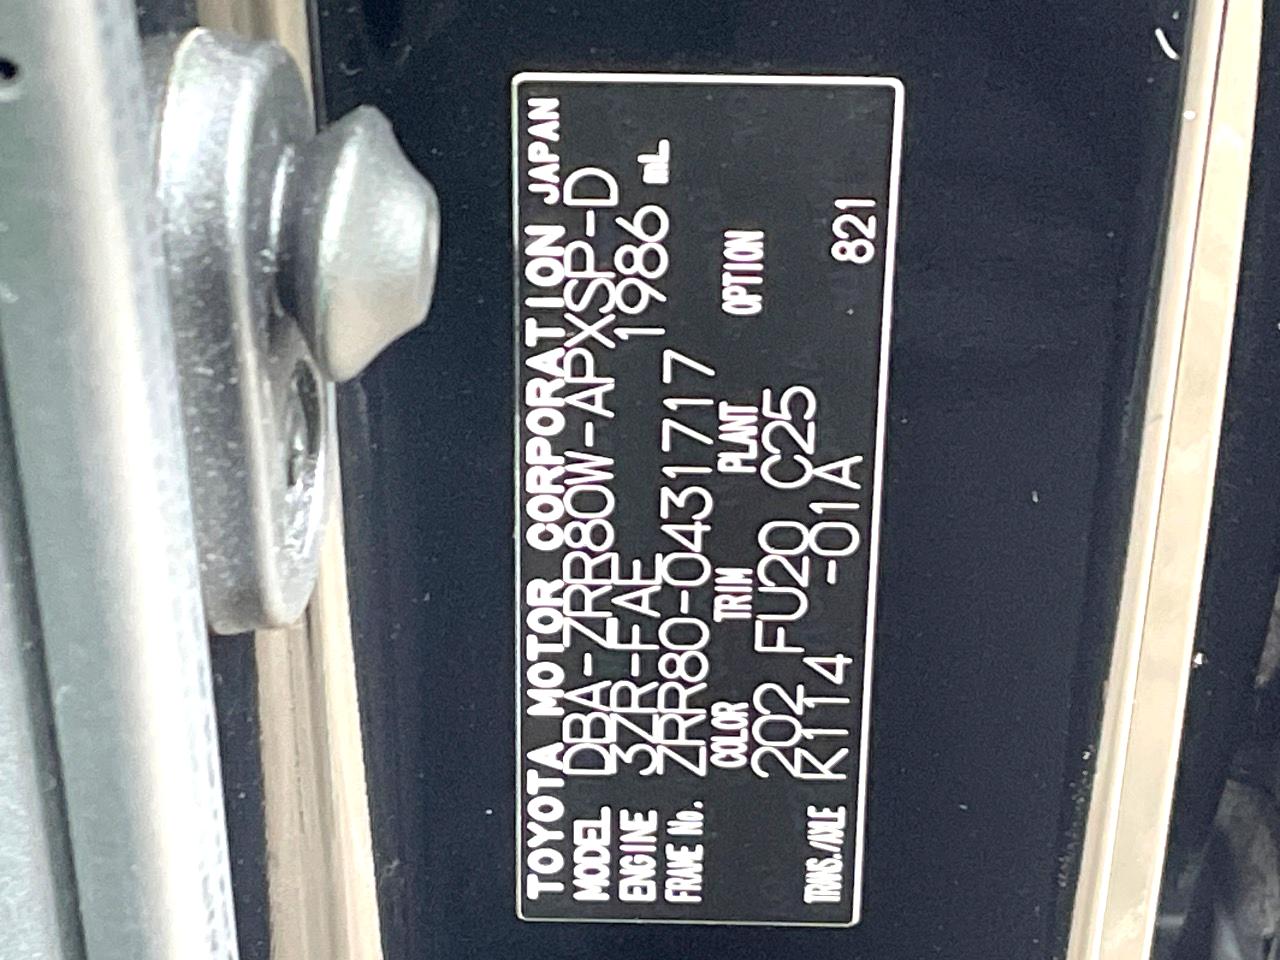 TOYOTA MOTOR CORPORATION JAPAN
MODEL DBA-ZRR80W-APXSP-D
ENGINE 3ZR-FAE 1986 mL
FRAME No. ZRR80-0431717
COLOR TRIM PLANT OPTION
202 FU20 C25
TRANS./AXLE K114 -01A 821